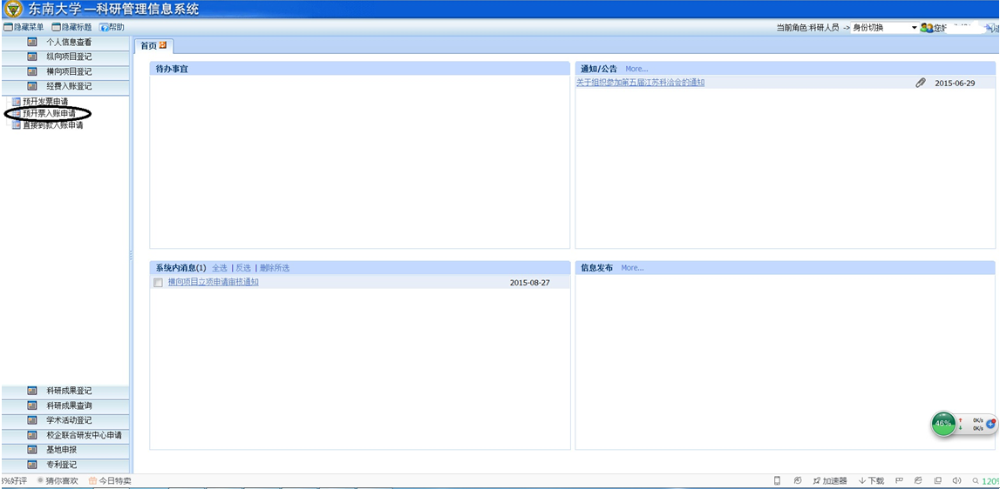 东南大学—科研管理信息系统
隐藏菜单 隐藏标题 帮助
当前角色:科研人员 -> 身份切换 您好
个人信息查看
纵向项目登记
横向项目登记
经费入账登记
预开发票申请
预开票入账申请
直接到款入账申请
科研成果登记
科研成果查询
学术活动登记
校企联合研发中心申请
基地申报
专利登记
首页
待办事宜
通知/公告 More...
关于组织参加第五届江苏科洽会的通知 2015-06-29
系统内消息(1) 全选 | 反选 | 删除所选
横向项目立项申请审核通知 2015-08-27
信息发布 More...
46% 0K/s
0K/s
%好评 猜你喜欢 今日特卖
加速器 下载 120%